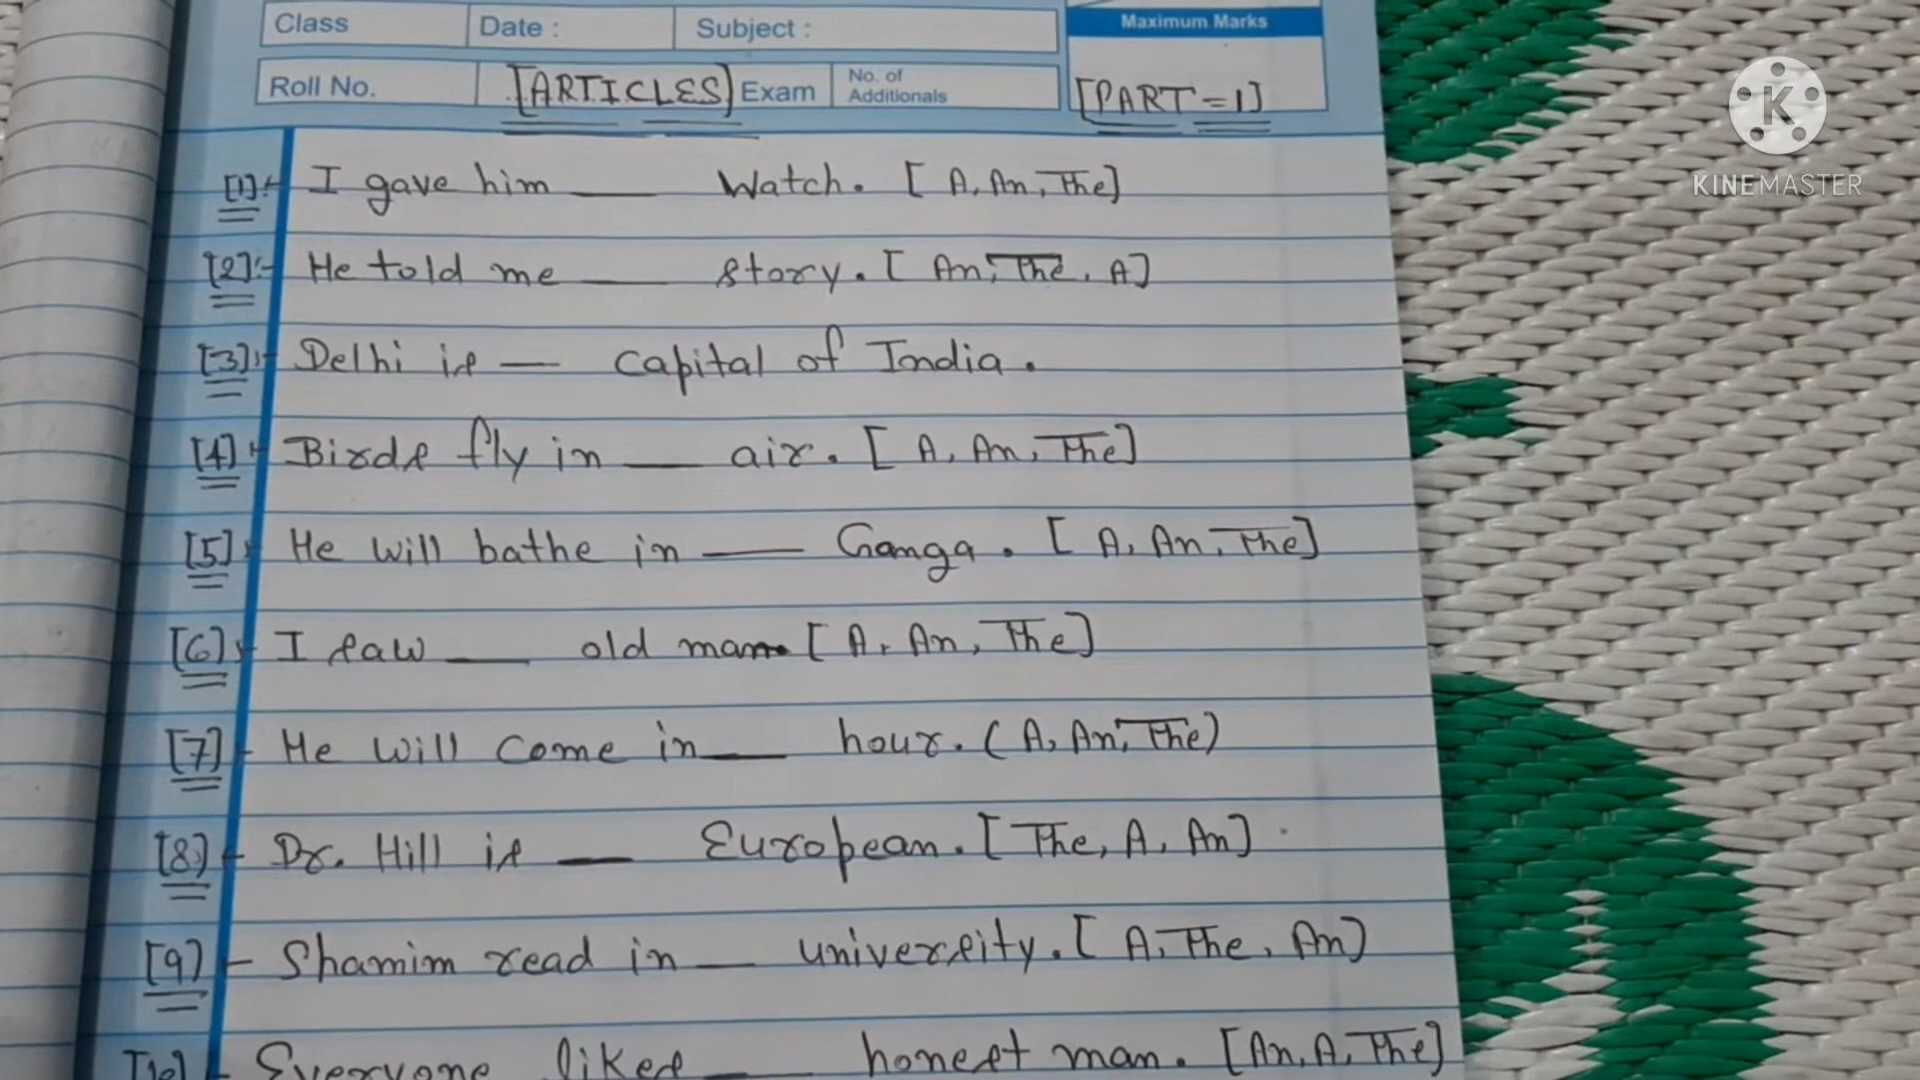 Class Date : Subject : Maximum Marks
Roll No. [ARTICLES] Exam No. of Additionals [PART=1]
KINEMASTER
[1]:- I gave him ___ Watch. [ A, An, The]
[2]:- He told me ___ story. [ An, The, A]
[3]:- Delhi is ___ capital of India.
[4]:- Birds fly in ___ air. [ A, An, The]
[5]:- He will bathe in ___ Ganga. [ A, An, The]
[6]:- I saw ___ old man. [ A, An, The]
[7]:- He will come in ___ hour. (A, An, The)
[8]:- Dr. Hill is ___ European. [ The, A, An]
[9]:- Shamim read in ___ university. [ A, The, An)
[10]- Everyone likes ___ honest man. [An, A, The]